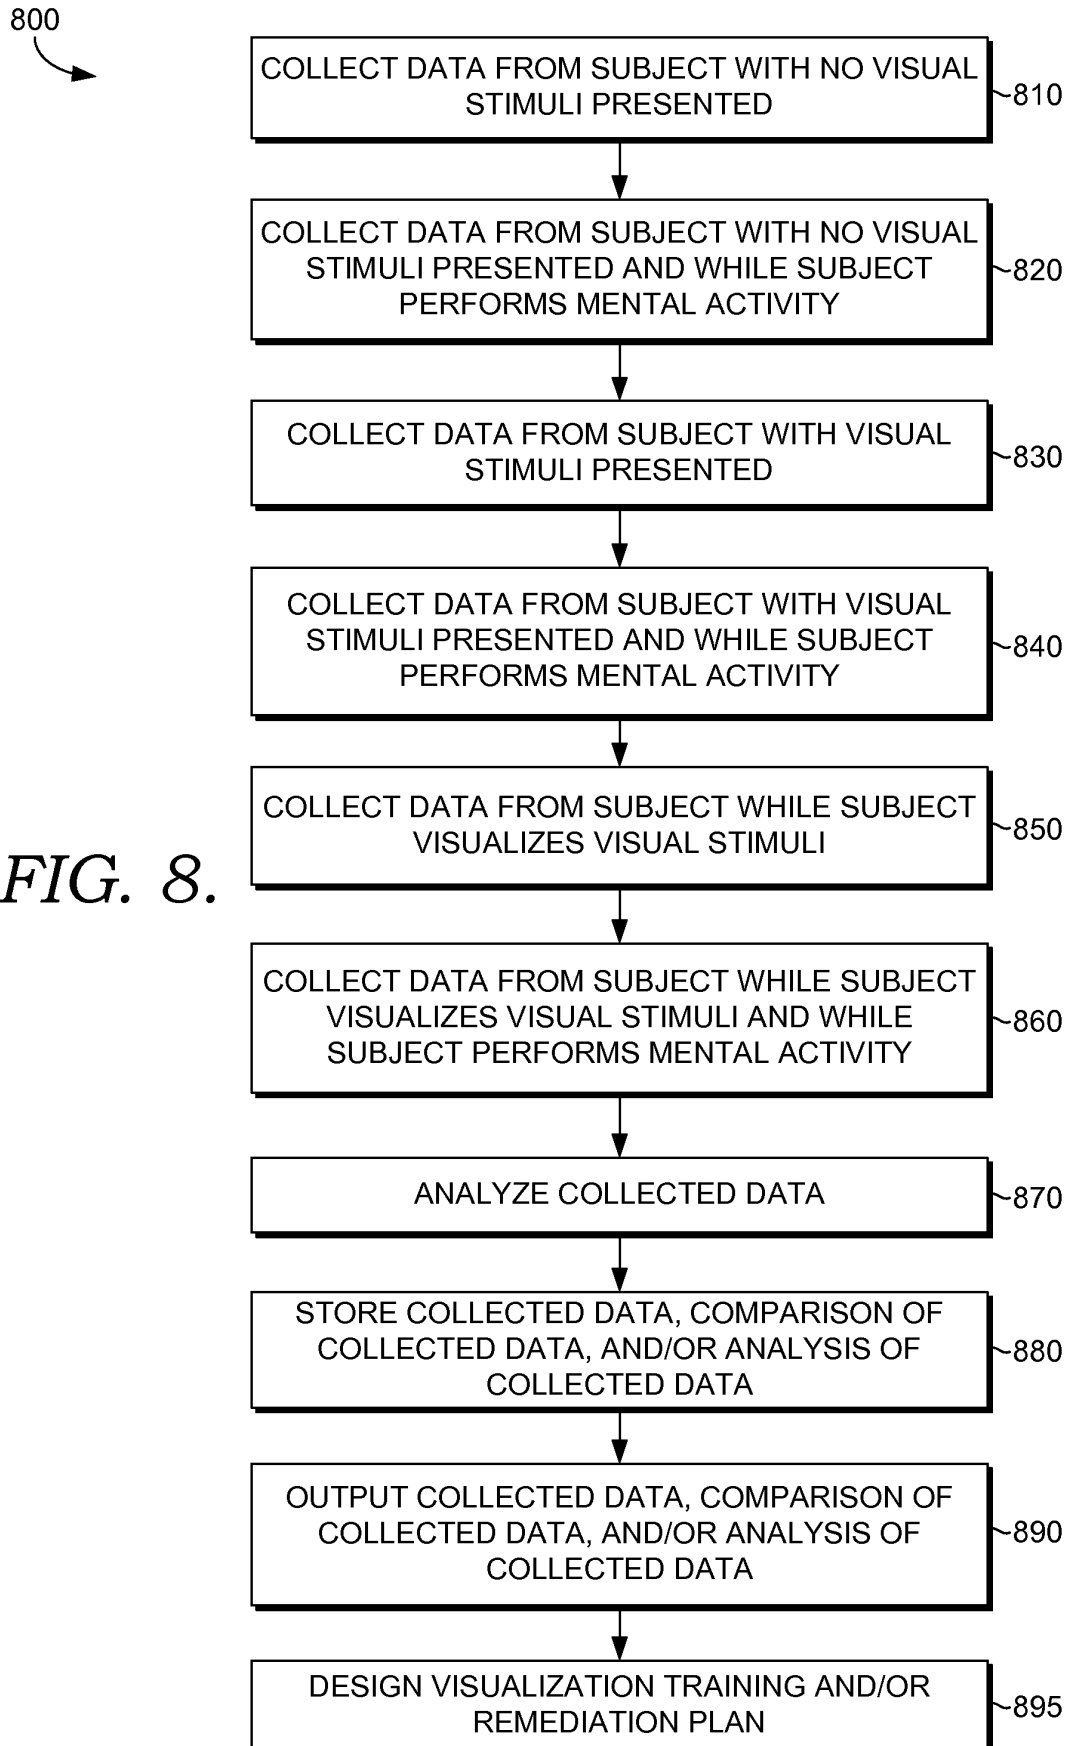 800
COLLECT DATA FROM SUBJECT WITH NO VISUAL
STIMULI PRESENTED
810
COLLECT DATA FROM SUBJECT WITH NO VISUAL
STIMULI PRESENTED AND WHILE SUBJECT
PERFORMS MENTAL ACTIVITY
820
COLLECT DATA FROM SUBJECT WITH VISUAL
STIMULI PRESENTED
830
COLLECT DATA FROM SUBJECT WITH VISUAL
STIMULI PRESENTED AND WHILE SUBJECT
PERFORMS MENTAL ACTIVITY
840
COLLECT DATA FROM SUBJECT WHILE SUBJECT
VISUALIZES VISUAL STIMULI
850
FIG. 8.
COLLECT DATA FROM SUBJECT WHILE SUBJECT
VISUALIZES VISUAL STIMULI AND WHILE
SUBJECT PERFORMS MENTAL ACTIVITY
860
ANALYZE COLLECTED DATA
870
STORE COLLECTED DATA, COMPARISON OF
COLLECTED DATA, AND/OR ANALYSIS OF
COLLECTED DATA
880
OUTPUT COLLECTED DATA, COMPARISON OF
COLLECTED DATA, AND/OR ANALYSIS OF
COLLECTED DATA
890
DESIGN VISUALIZATION TRAINING AND/OR
REMEDIATION PLAN
895